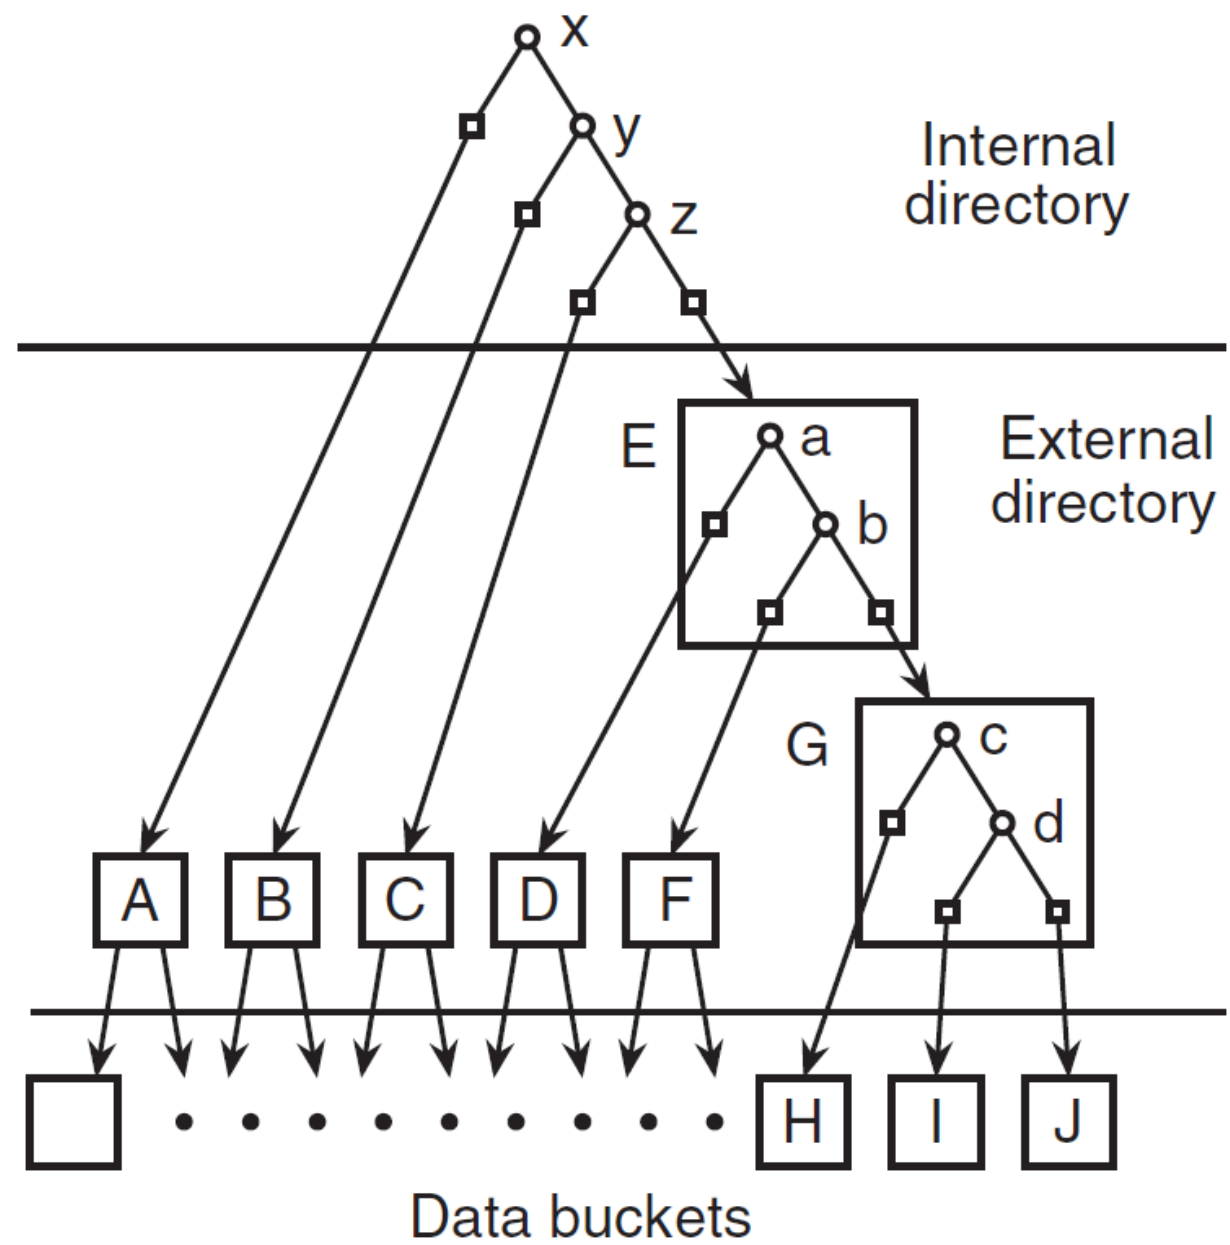 x
y
Internal
directory
z
E
a
External
directory
b
G
c
d
A
B
C
D
F
H
I
J
Data buckets